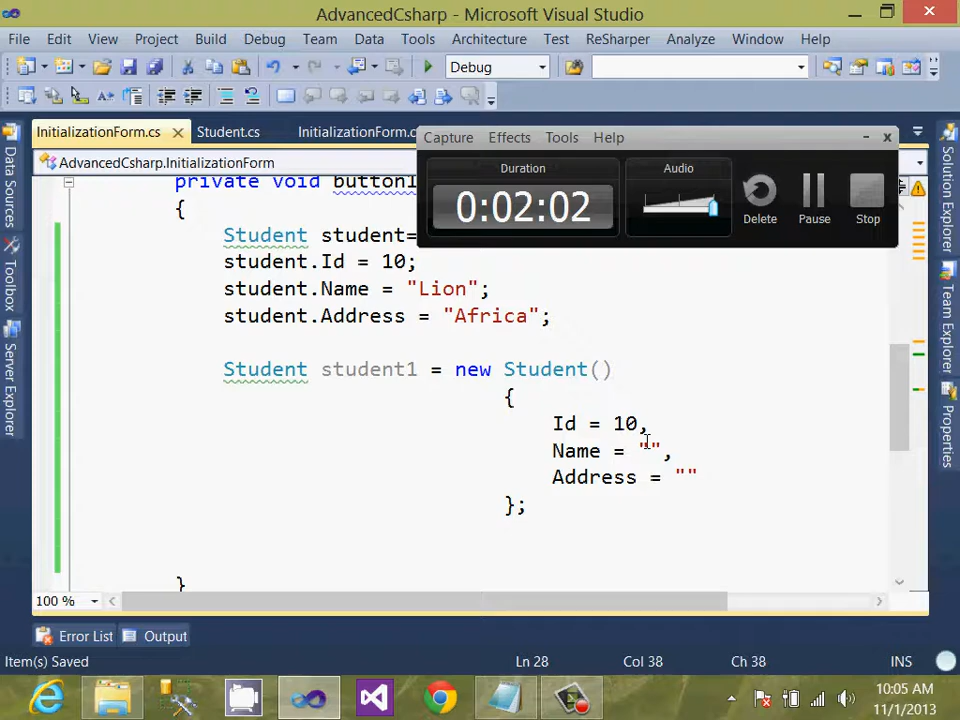 AdvancedCsharp - Microsoft Visual Studio
File Edit View Project Build Debug Team Data Tools Architecture Test ReSharper Analyze Window Help
Debug
InitializationForm.cs Student.cs InitializationForm.c
AdvancedCsharp.InitializationForm
Capture Effects Tools Help
Duration Audio
0:02:02
Delete Pause Stop
Data Sources
Toolbox
Server Explorer
Solution Explorer
Team Explorer
Properties
private void button1
{
Student student=
student.Id = 10;
student.Name = "Lion";
student.Address = "Africa";
Student student1 = new Student()
{
Id = 10,
Name = "",
Address = ""
};
}
100 %
Error List Output
Item(s) Saved Ln 28 Col 38 Ch 38 INS
10:05 AM
11/1/2013